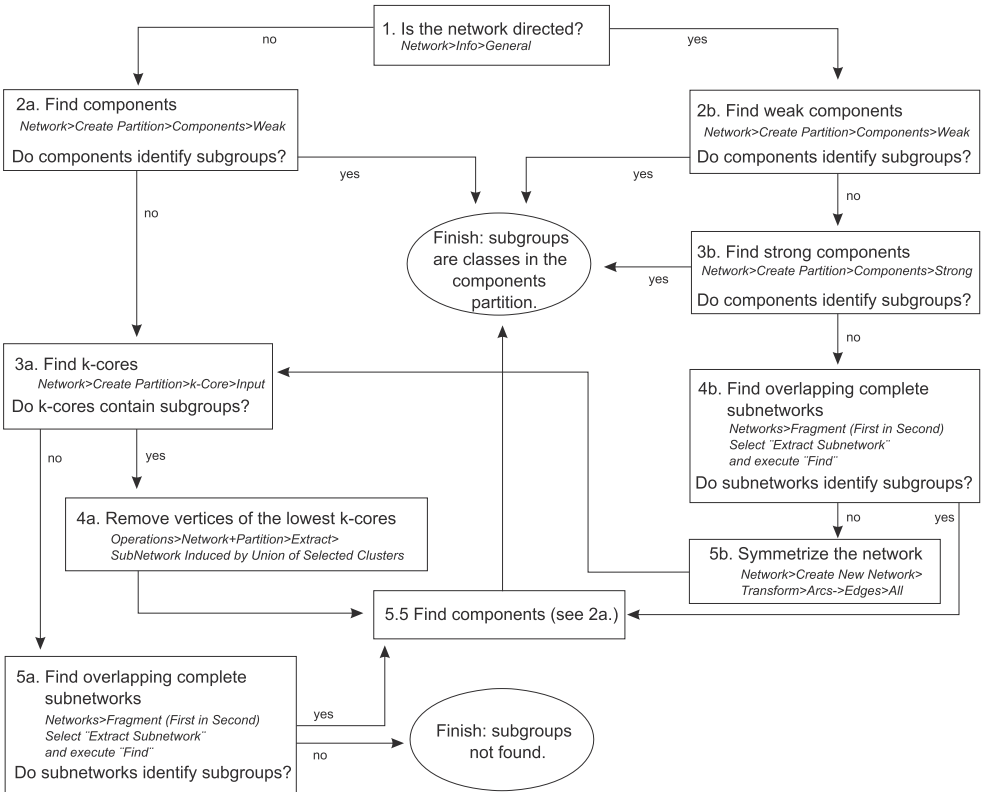 1. Is the network directed?
Network>Info>General
no
yes
2a. Find components
Network>Create Partition>Components>Weak
Do components identify subgroups?
yes
no
2b. Find weak components
Network>Create Partition>Components>Weak
Do components identify subgroups?
yes
no
Finish: subgroups
are classes in the
components
partition.
3b. Find strong components
Network>Create Partition>Components>Strong
Do components identify subgroups?
yes
no
3a. Find k-cores
Network>Create Partition>k-Core>Input
Do k-cores contain subgroups?
no
yes
4b. Find overlapping complete
subnetworks
Networks>Fragment (First in Second)
Select ¨Extract Subnetwork¨
and execute ¨Find¨
Do subnetworks identify subgroups?
no
yes
4a. Remove vertices of the lowest k-cores
Operations>Network+Partition>Extract>
SubNetwork Induced by Union of Selected Clusters
5b. Symmetrize the network
Network>Create New Network>
Transform>Arcs->Edges>All
5.5 Find components (see 2a.)
5a. Find overlapping complete
subnetworks
Networks>Fragment (First in Second)
Select ¨Extract Subnetwork¨
and execute ¨Find¨
Do subnetworks identify subgroups?
yes
no
Finish: subgroups
not found.